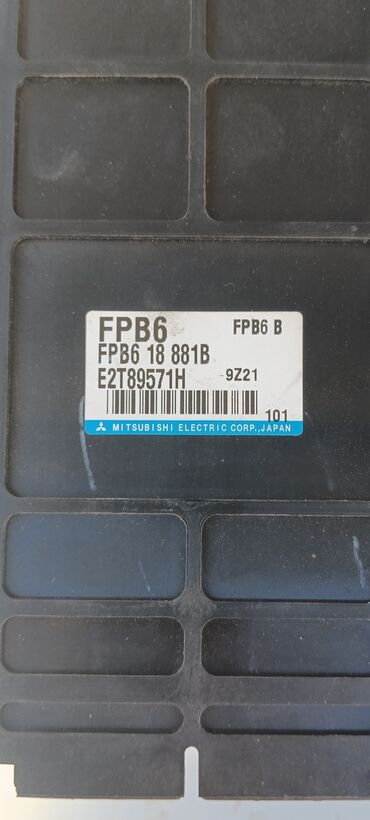 FPB6 FPB6 B
FPB6 18 881B
E2T89571H 9Z21
101
MITSUBISHI ELECTRIC CORP.,JAPAN